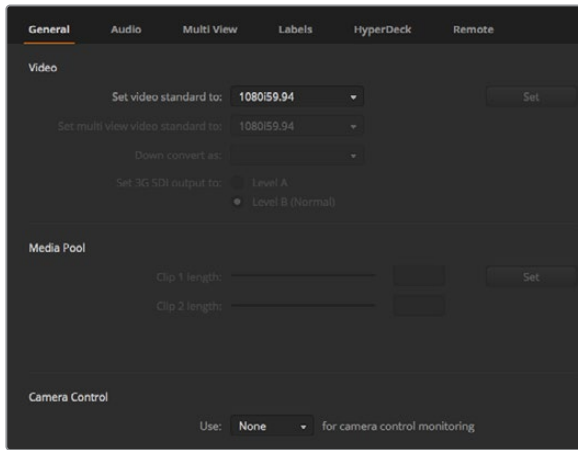 General Audio Multi View Labels HyperDeck Remote
Video
Set video standard to: 1080i59.94 Set
Set multi view video standard to: 1080i59.94
Down convert as:
Set 3G SDI output to: Level A
Level B (Normal)
Media Pool
Clip 1 length: Set
Clip 2 length:
Camera Control
Use: None for camera control monitoring